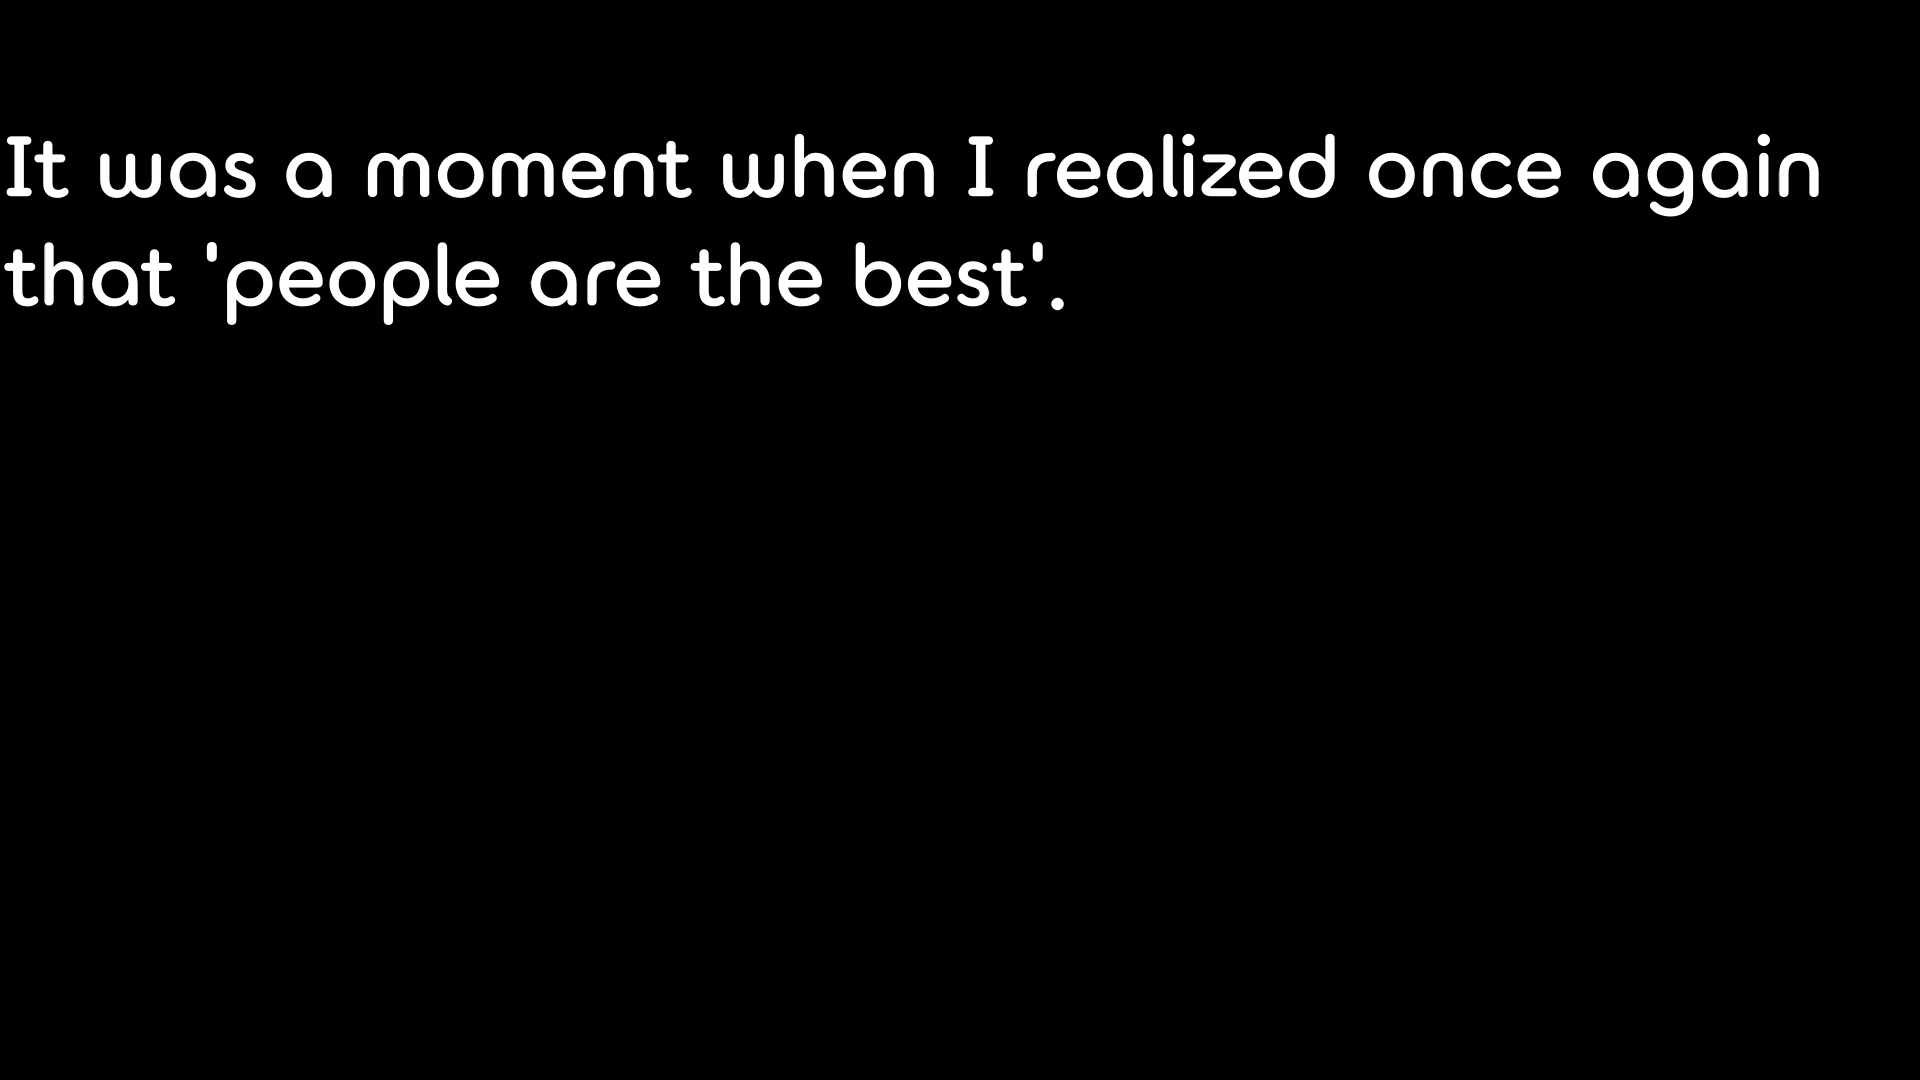 It was a moment when I realized once again
that 'people are the best'.